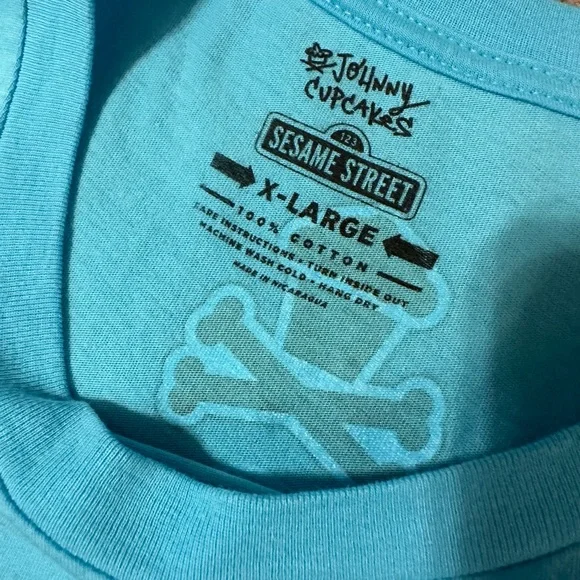 JOHNNY
CUPCAKES
123
SESAME STREET
X-LARGE
100% COTTON
CARE INSTRUCTIONS • TURN INSIDE OUT
MACHINE WASH COLD • HANG DRY
MADE IN NICARAGUA